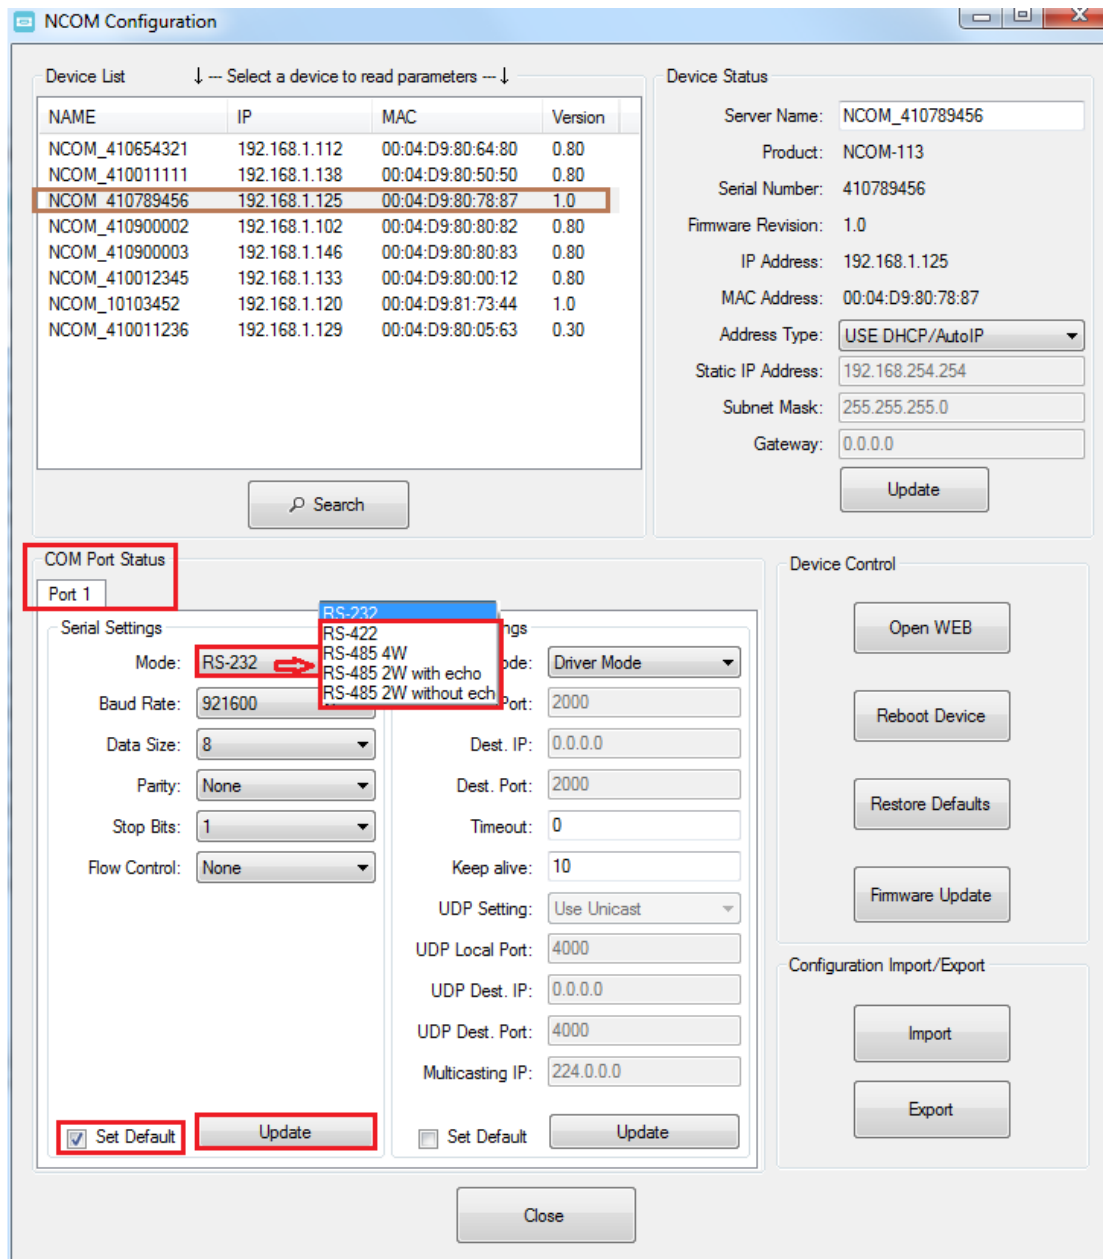 NCOM Configuration
Device List ↓ --- Select a device to read parameters --- ↓
NAME IP MAC Version
NCOM_410654321 192.168.1.112 00:04:D9:80:64:80 0.80
NCOM_410011111 192.168.1.138 00:04:D9:80:50:50 0.80
NCOM_410789456 192.168.1.125 00:04:D9:80:78:87 1.0
NCOM_410900002 192.168.1.102 00:04:D9:80:80:82 0.80
NCOM_410900003 192.168.1.146 00:04:D9:80:80:83 0.80
NCOM_410012345 192.168.1.133 00:04:D9:80:00:12 0.80
NCOM_10103452 192.168.1.120 00:04:D9:81:73:44 1.0
NCOM_410011236 192.168.1.129 00:04:D9:80:05:63 0.30
Search
Device Status
Server Name: NCOM_410789456
Product: NCOM-113
Serial Number: 410789456
Firmware Revision: 1.0
IP Address: 192.168.1.125
MAC Address: 00:04:D9:80:78:87
Address Type: USE DHCP/AutoIP
Static IP Address: 192.168.254.254
Subnet Mask: 255.255.255.0
Gateway: 0.0.0.0
Update
COM Port Status
Port 1
Serial Settings
Mode: RS-232
RS-232
RS-422
RS-485 4W
RS-485 2W with echo
RS-485 2W without ech
Baud Rate: 921600
Data Size: 8
Parity: None
Stop Bits: 1
Flow Control: None
Set Default Update
ngs
ode: Driver Mode
Port: 2000
Dest. IP: 0.0.0.0
Dest. Port: 2000
Timeout: 0
Keep alive: 10
UDP Setting: Use Unicast
UDP Local Port: 4000
UDP Dest. IP: 0.0.0.0
UDP Dest. Port: 4000
Multicasting IP: 224.0.0.0
Set Default Update
Device Control
Open WEB
Reboot Device
Restore Defaults
Firmware Update
Configuration Import/Export
Import
Export
Close